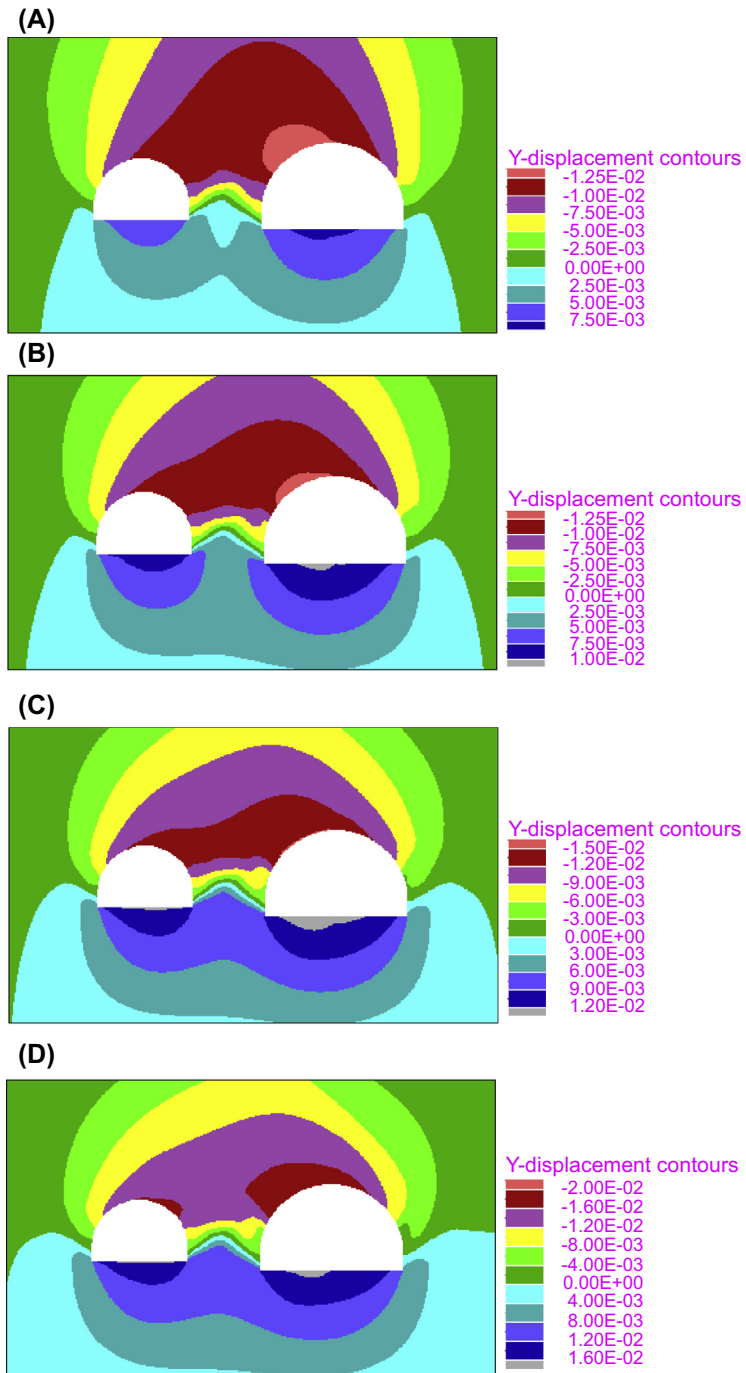 (A)
Y-displacement contours
-1.25E-02
-1.00E-02
-7.50E-03
-5.00E-03
-2.50E-03
0.00E+00
2.50E-03
5.00E-03
7.50E-03
(B)
Y-displacement contours
-1.25E-02
-1.00E-02
-7.50E-03
-5.00E-03
-2.50E-03
0.00E+00
2.50E-03
5.00E-03
7.50E-03
1.00E-02
(C)
Y-displacement contours
-1.50E-02
-1.20E-02
-9.00E-03
-6.00E-03
-3.00E-03
0.00E+00
3.00E-03
6.00E-03
9.00E-03
1.20E-02
(D)
Y-displacement contours
-2.00E-02
-1.60E-02
-1.20E-02
-8.00E-03
-4.00E-03
0.00E+00
4.00E-03
8.00E-03
1.20E-02
1.60E-02